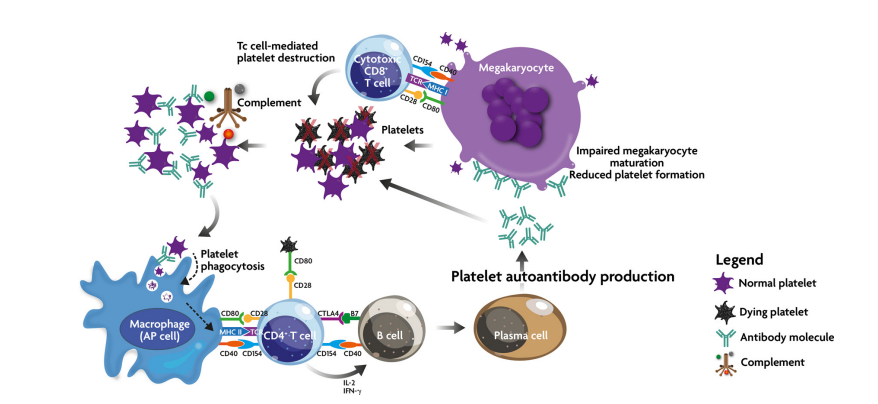 Tc cell-mediated
platelet destruction
Cytotoxic
CD8+
T cell
CD154
CD40
TCR
MHC I
CD28
CD80
Megakaryocyte
Complement
Platelets
Impaired megakaryocyte
maturation
Reduced platelet formation
Platelet
phagocytosis
CD80
CD28
Platelet autoantibody production
Macrophage
(AP cell)
CD80
CD28
MHC II
TCR
CD40
CD154
CD4+ T cell
CTLA4
B7
CD154
CD40
B cell
Plasma cell
IL-2
IFN-γ
Legend
Normal platelet
Dying platelet
Antibody molecule
Complement